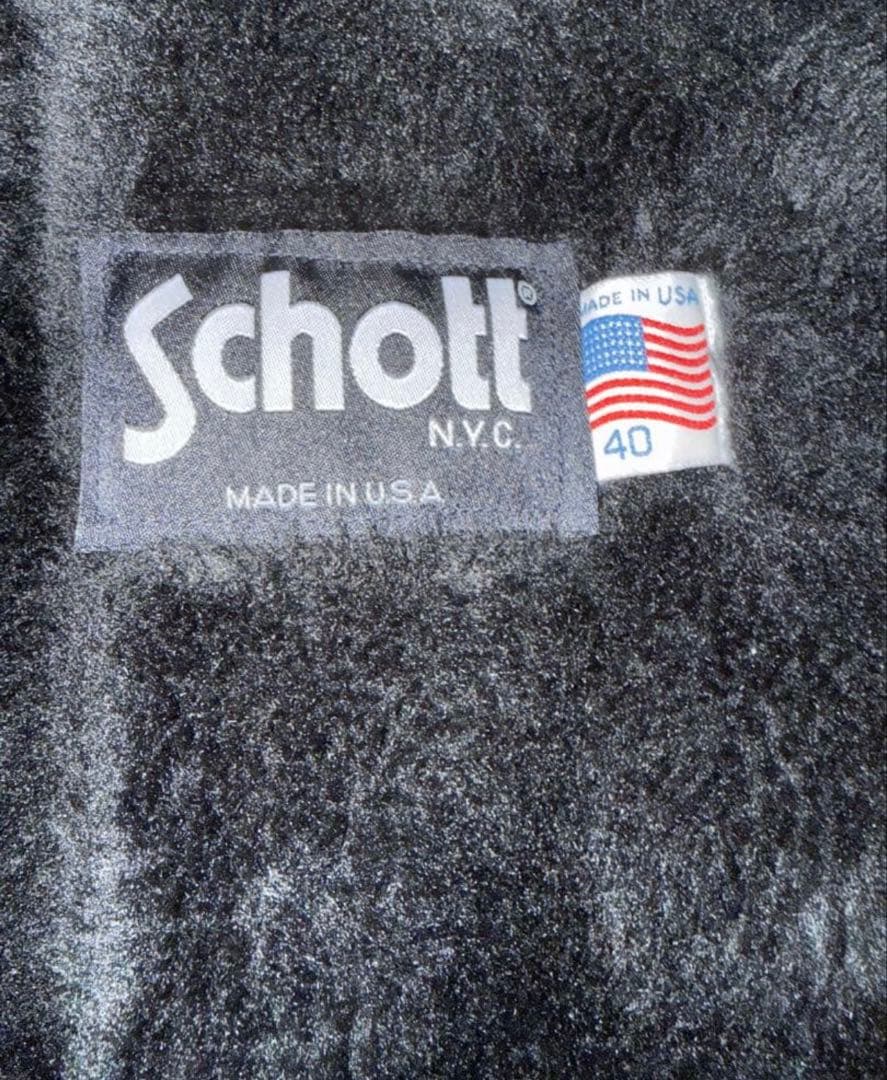 Schott®
N.Y.C.
MADE IN U.S.A
MADE IN USA
40